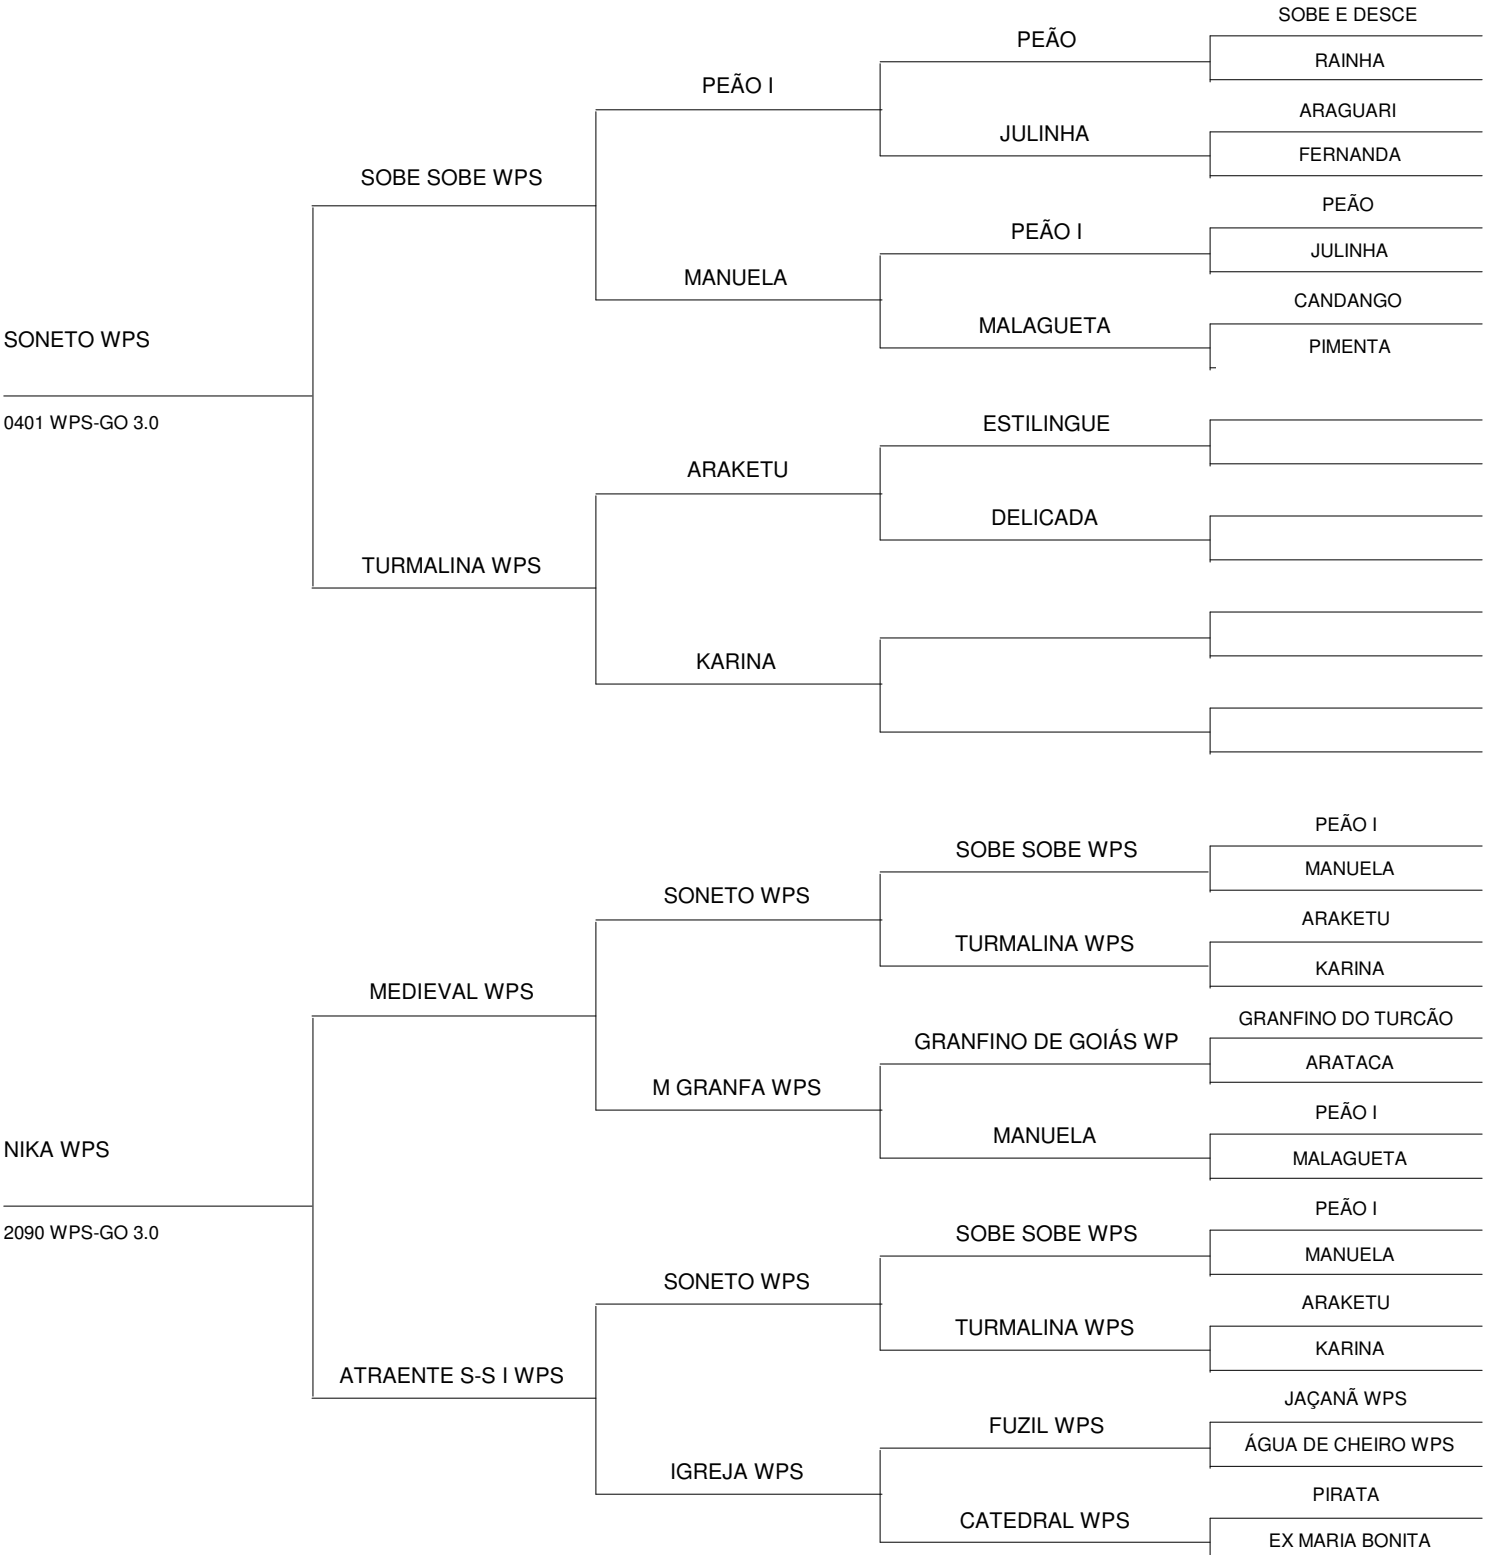 SOBE E DESCE
PEÃO
RAINHA
PEÃO I
ARAGUARI
JULINHA
FERNANDA
SOBE SOBE WPS
PEÃO
PEÃO I
JULINHA
MANUELA
CANDANGO
MALAGUETA
PIMENTA
SONETO WPS
0401 WPS-GO 3.0
ESTILINGUE
ARAKETU
DELICADA
TURMALINA WPS
KARINA
PEÃO I
SOBE SOBE WPS
MANUELA
SONETO WPS
ARAKETU
TURMALINA WPS
KARINA
MEDIEVAL WPS
GRANFINO DO TURCÃO
GRANFINO DE GOIÁS WP
ARATACA
M GRANFA WPS
PEÃO I
MANUELA
MALAGUETA
NIKA WPS
2090 WPS-GO 3.0
PEÃO I
SOBE SOBE WPS
MANUELA
SONETO WPS
ARAKETU
TURMALINA WPS
KARINA
ATRAENTE S-S I WPS
JAÇANÃ WPS
FUZIL WPS
ÁGUA DE CHEIRO WPS
IGREJA WPS
PIRATA
CATEDRAL WPS
EX MARIA BONITA